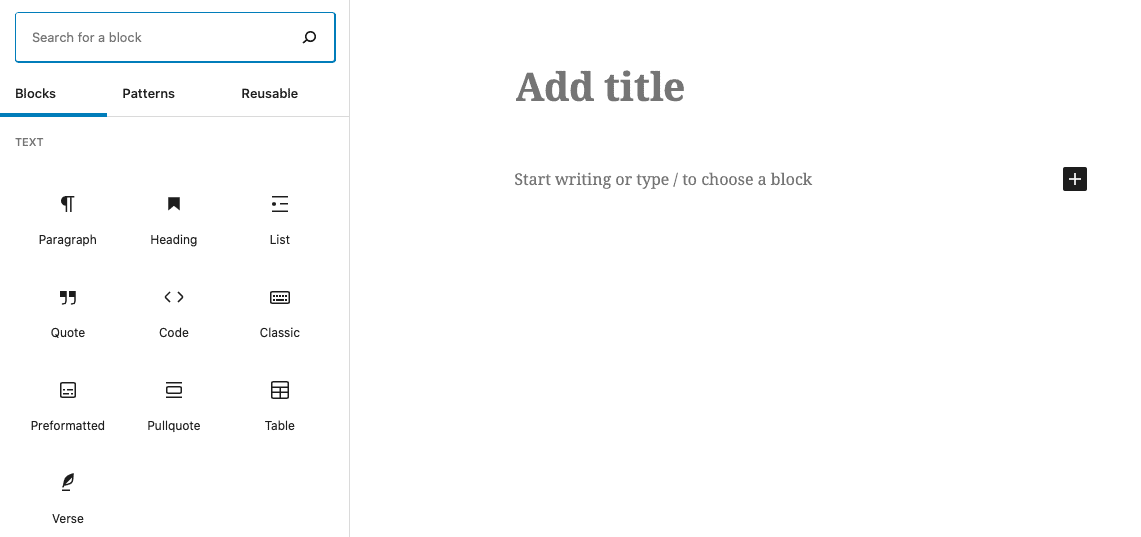 Search for a block
Blocks Patterns Reusable
TEXT
Paragraph Heading List
Quote Code Classic
Preformatted Pullquote Table
Verse
Add title
Start writing or type / to choose a block